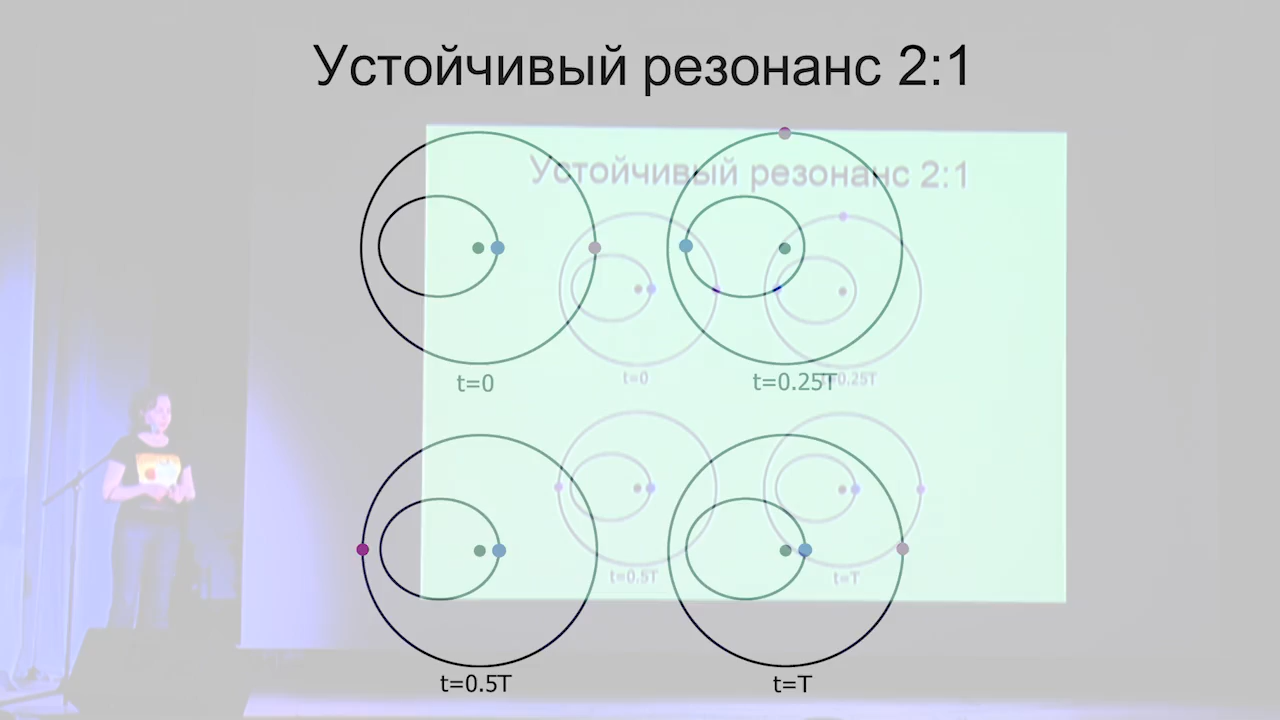 Устойчивый резонанс 2:1
Устойчивый резонанс 2:1
t=0
t=0.25T
t=0
t=0.25T
t=0.5T
t=T
t=0.5T
t=T